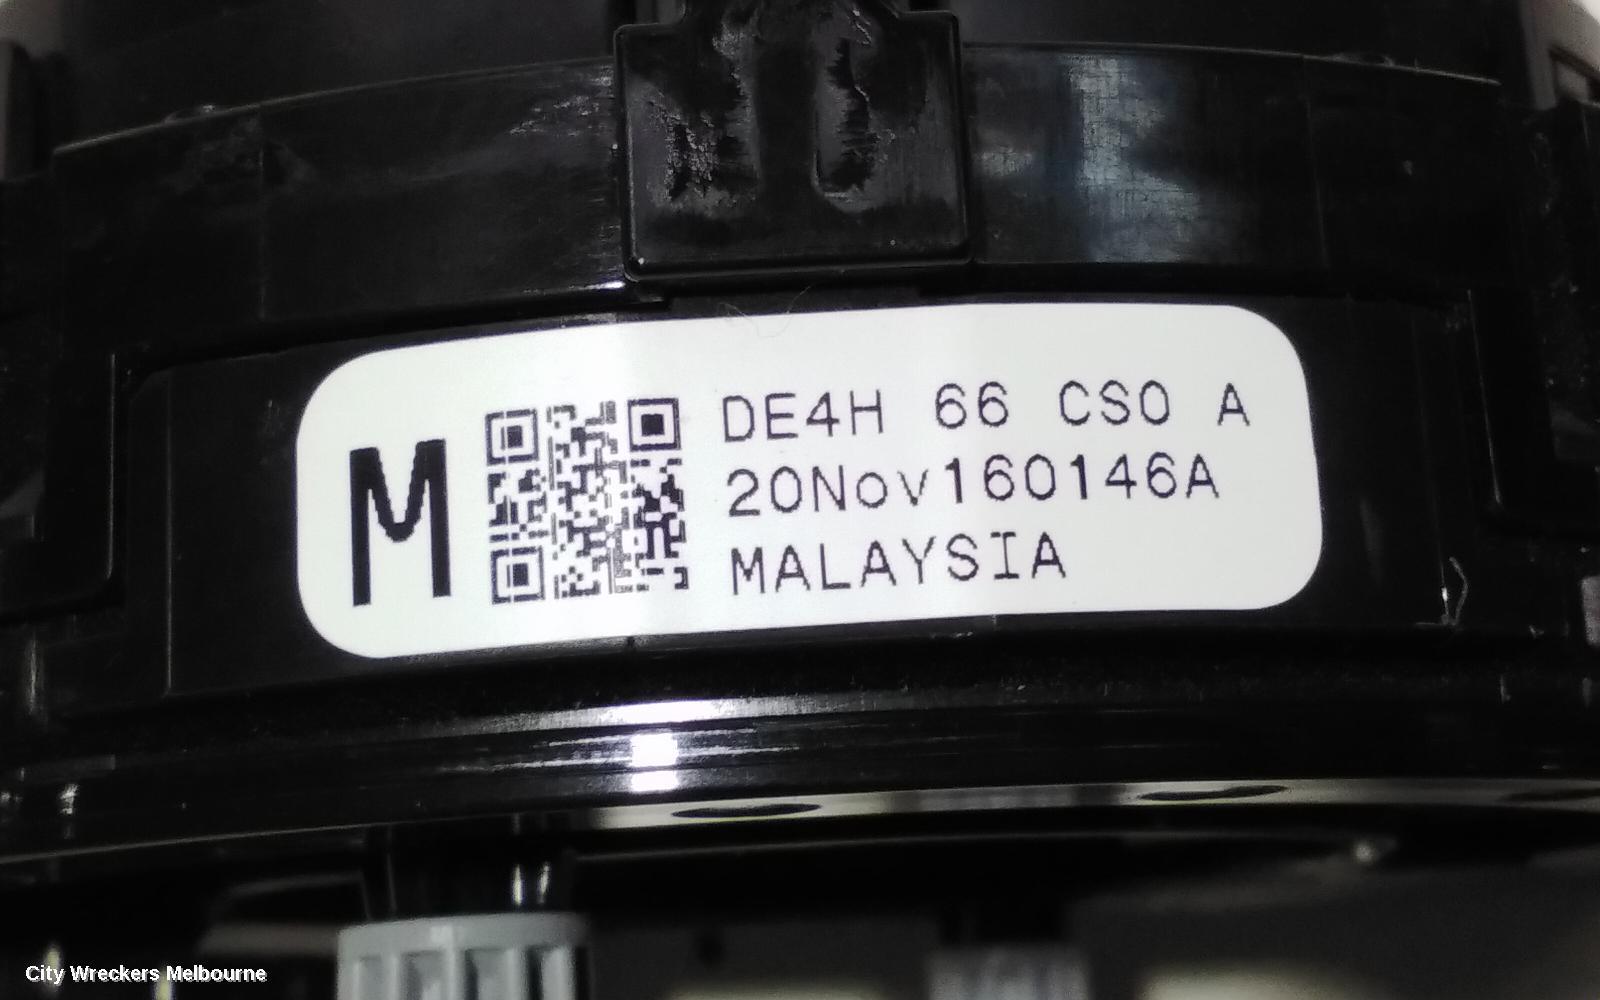 M
DE4H 66 CS0 A
20Nov160146A
MALAYSIA
City Wreckers Melbourne